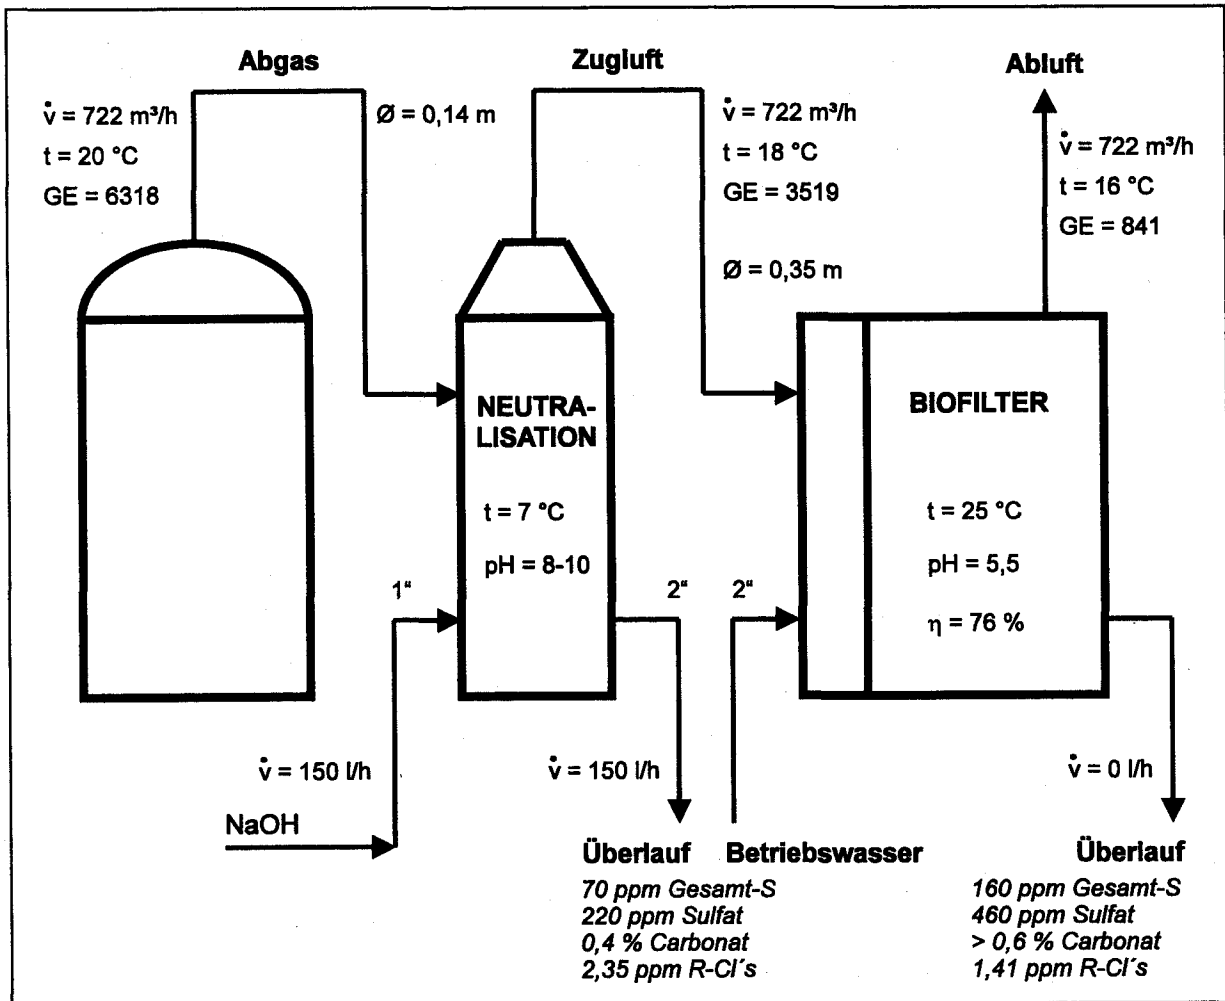 Abgas
v̇ = 722 m³/h
t = 20 °C
GE = 6318
Ø = 0,14 m
Zugluft
v̇ = 722 m³/h
t = 18 °C
GE = 3519
Ø = 0,35 m
Abluft
v̇ = 722 m³/h
t = 16 °C
GE = 841
NEUTRA-
LISATION
t = 7 °C
pH = 8-10
BIOFILTER
t = 25 °C
pH = 5,5
η = 76 %
1"
2"
2"
v̇ = 150 l/h
NaOH
v̇ = 150 l/h
v̇ = 0 l/h
Überlauf
70 ppm Gesamt-S
220 ppm Sulfat
0,4 % Carbonat
2,35 ppm R-Cl´s
Betriebswasser
Überlauf
160 ppm Gesamt-S
460 ppm Sulfat
> 0,6 % Carbonat
1,41 ppm R-Cl´s